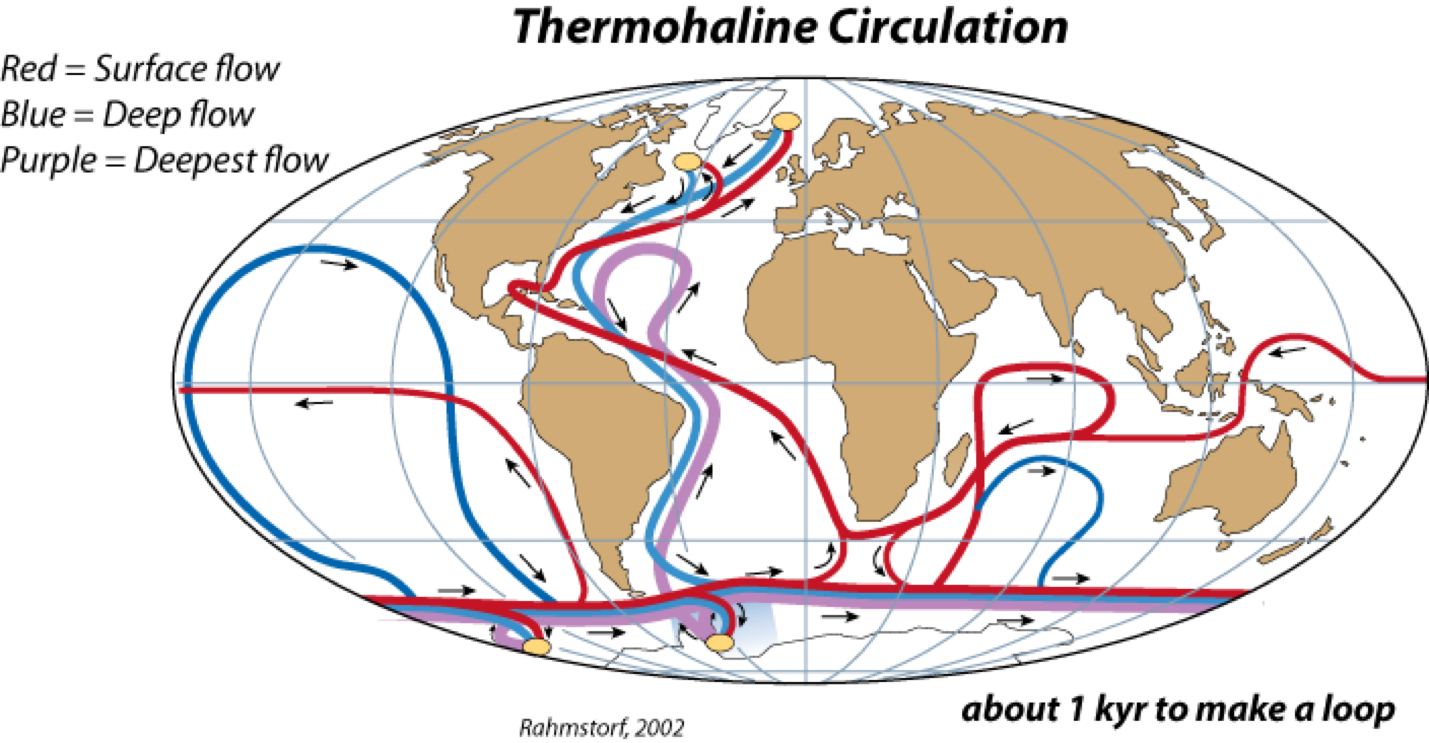 Thermohaline Circulation
Red = Surface flow
Blue = Deep flow
Purple = Deepest flow
about 1 kyr to make a loop
Rahmstorf, 2002